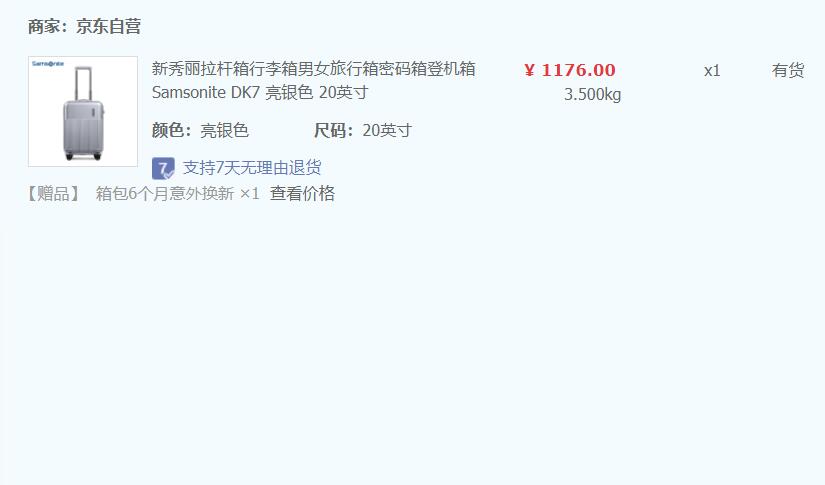 商家：京东自营
Samsonite
新秀丽拉杆箱行李箱男女旅行箱密码箱登机箱 ¥ 1176.00 x1 有货
Samsonite DK7 亮银色 20英寸 3.500kg
颜色：亮银色 尺码：20英寸
7 支持7天无理由退货
【赠品】 箱包6个月意外换新 ×1 查看价格